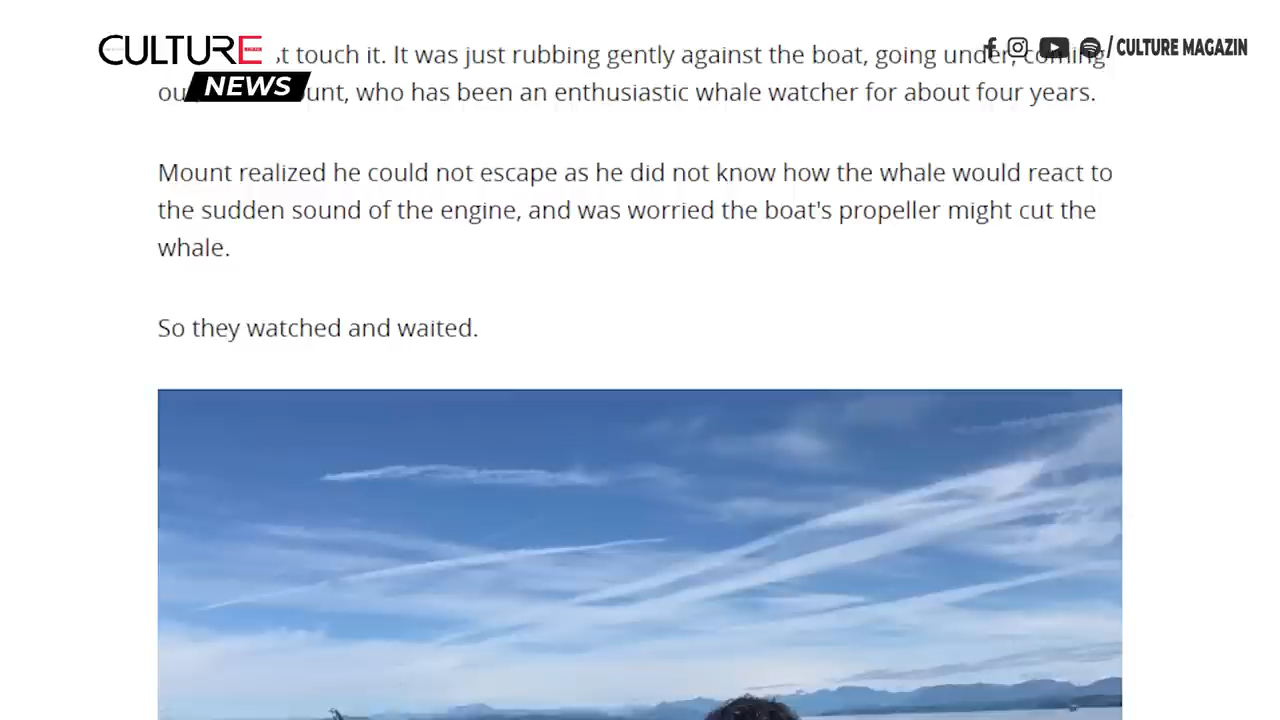 CULTURE
NEWS
/ CULTURE MAGAZIN
touch it. It was just rubbing gently against the boat, going under, coming
who has been an enthusiastic whale watcher for about four years.
Mount realized he could not escape as he did not know how the whale would react to
the sudden sound of the engine, and was worried the boat's propeller might cut the
whale.
So they watched and waited.